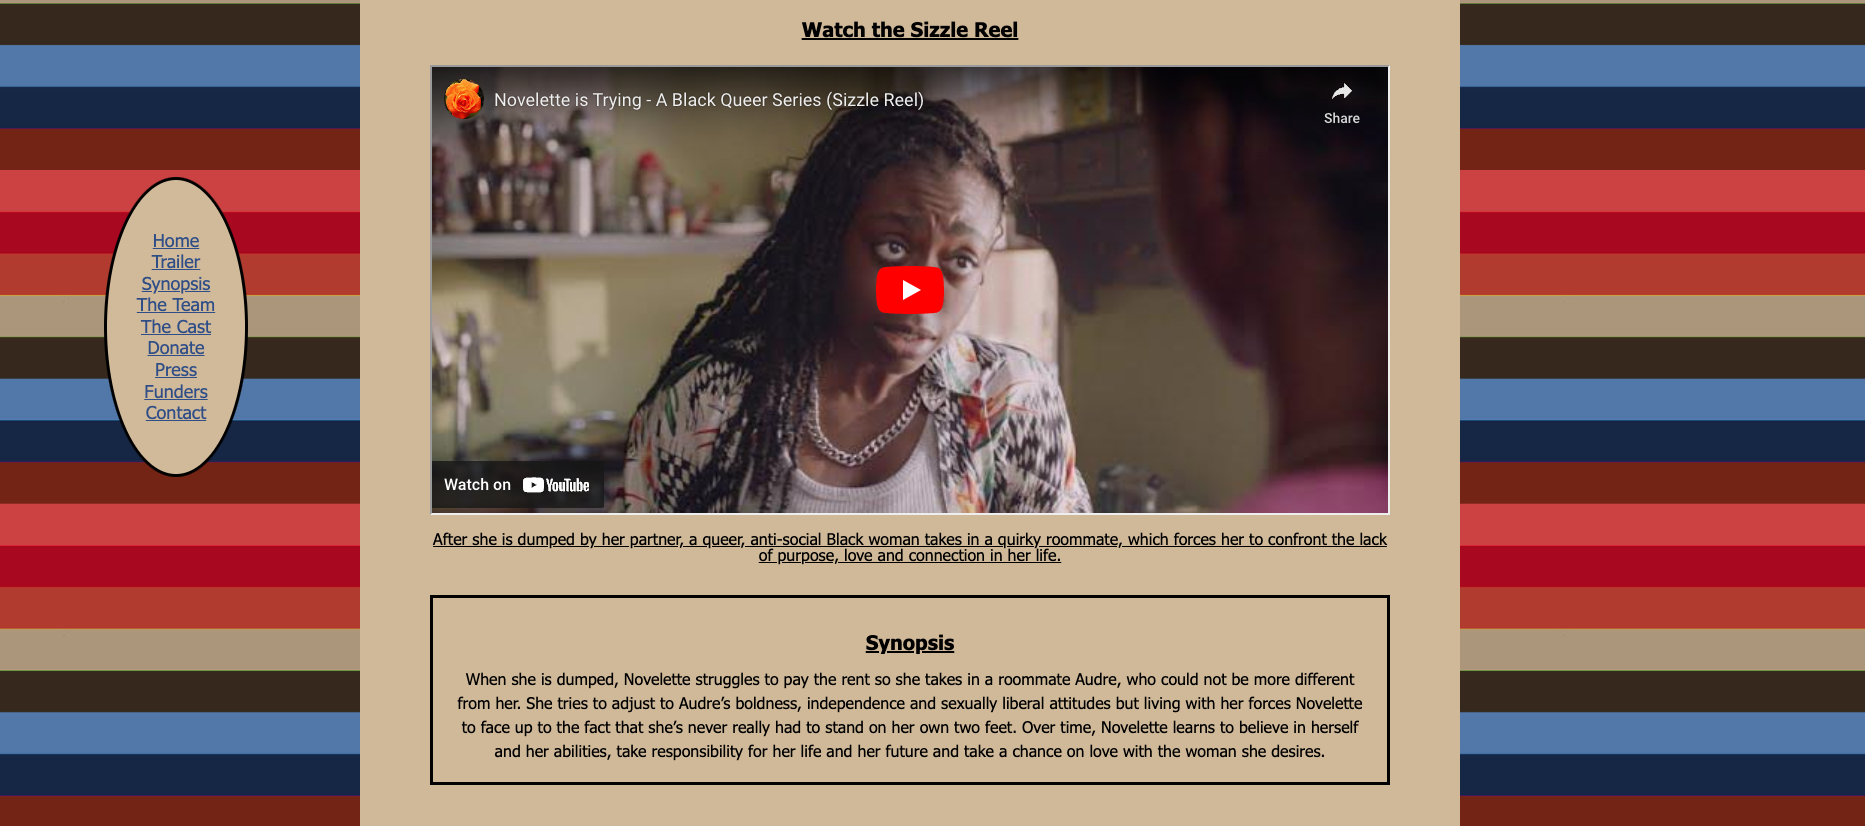 Watch the Sizzle Reel
Novelette is Trying - A Black Queer Series (Sizzle Reel)
Share
Home
Trailer
Synopsis
The Team
The Cast
Donate
Press
Funders
Contact
Watch on YouTube
After she is dumped by her partner, a queer, anti-social Black woman takes in a quirky roommate, which forces her to confront the lack
of purpose, love and connection in her life.
Synopsis
When she is dumped, Novelette struggles to pay the rent so she takes in a roommate Audre, who could not be more different
from her. She tries to adjust to Audre’s boldness, independence and sexually liberal attitudes but living with her forces Novelette
to face up to the fact that she’s never really had to stand on her own two feet. Over time, Novelette learns to believe in herself
and her abilities, take responsibility for her life and her future and take a chance on love with the woman she desires.